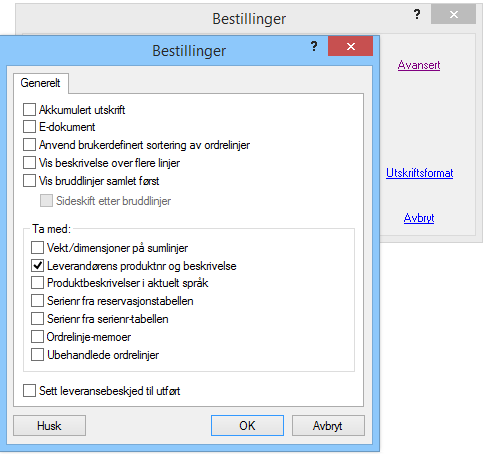 Bestillinger
?
Avansert
Utskriftsformat
Avbryt
Bestillinger
?
Generelt
Akkumulert utskrift
E-dokument
Anvend brukerdefinert sortering av ordrelinjer
Vis beskrivelse over flere linjer
Vis bruddlinjer samlet først
Sideskift etter bruddlinjer
Ta med:
Vekt/dimensjoner på sumlinjer
Leverandørens produktnr og beskrivelse
Produktbeskrivelser i aktuelt språk
Serienr fra reservasjonstabellen
Serienr fra serienr-tabellen
Ordrelinje-memoer
Ubehandlede ordrelinjer
Sett leveransebeskjed til utført
Husk
OK
Avbryt